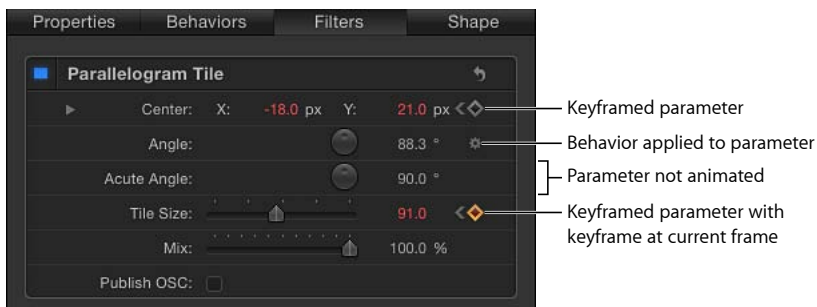 Properties Behaviors Filters Shape
Parallelogram Tile
Center: X: -18.0 px Y: 21.0 px Keyframed parameter
Angle: 88.3 ° Behavior applied to parameter
Acute Angle: 90.0 ° Parameter not animated
Tile Size: 91.0 Keyframed parameter with
keyframe at current frame
Mix: 100.0 %
Publish OSC: